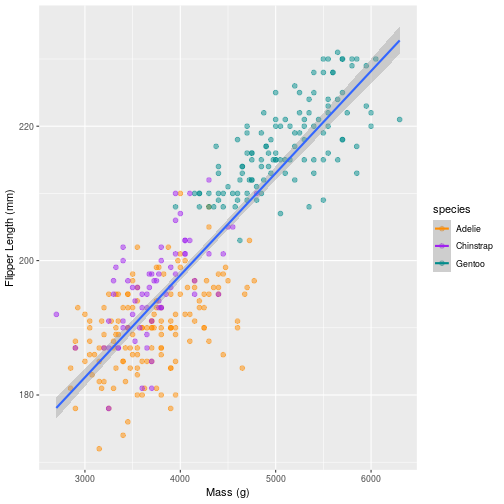 220
200
180
3000
4000
5000
6000
Mass (g)
Flipper Length (mm)
species
Adelie
Chinstrap
Gentoo